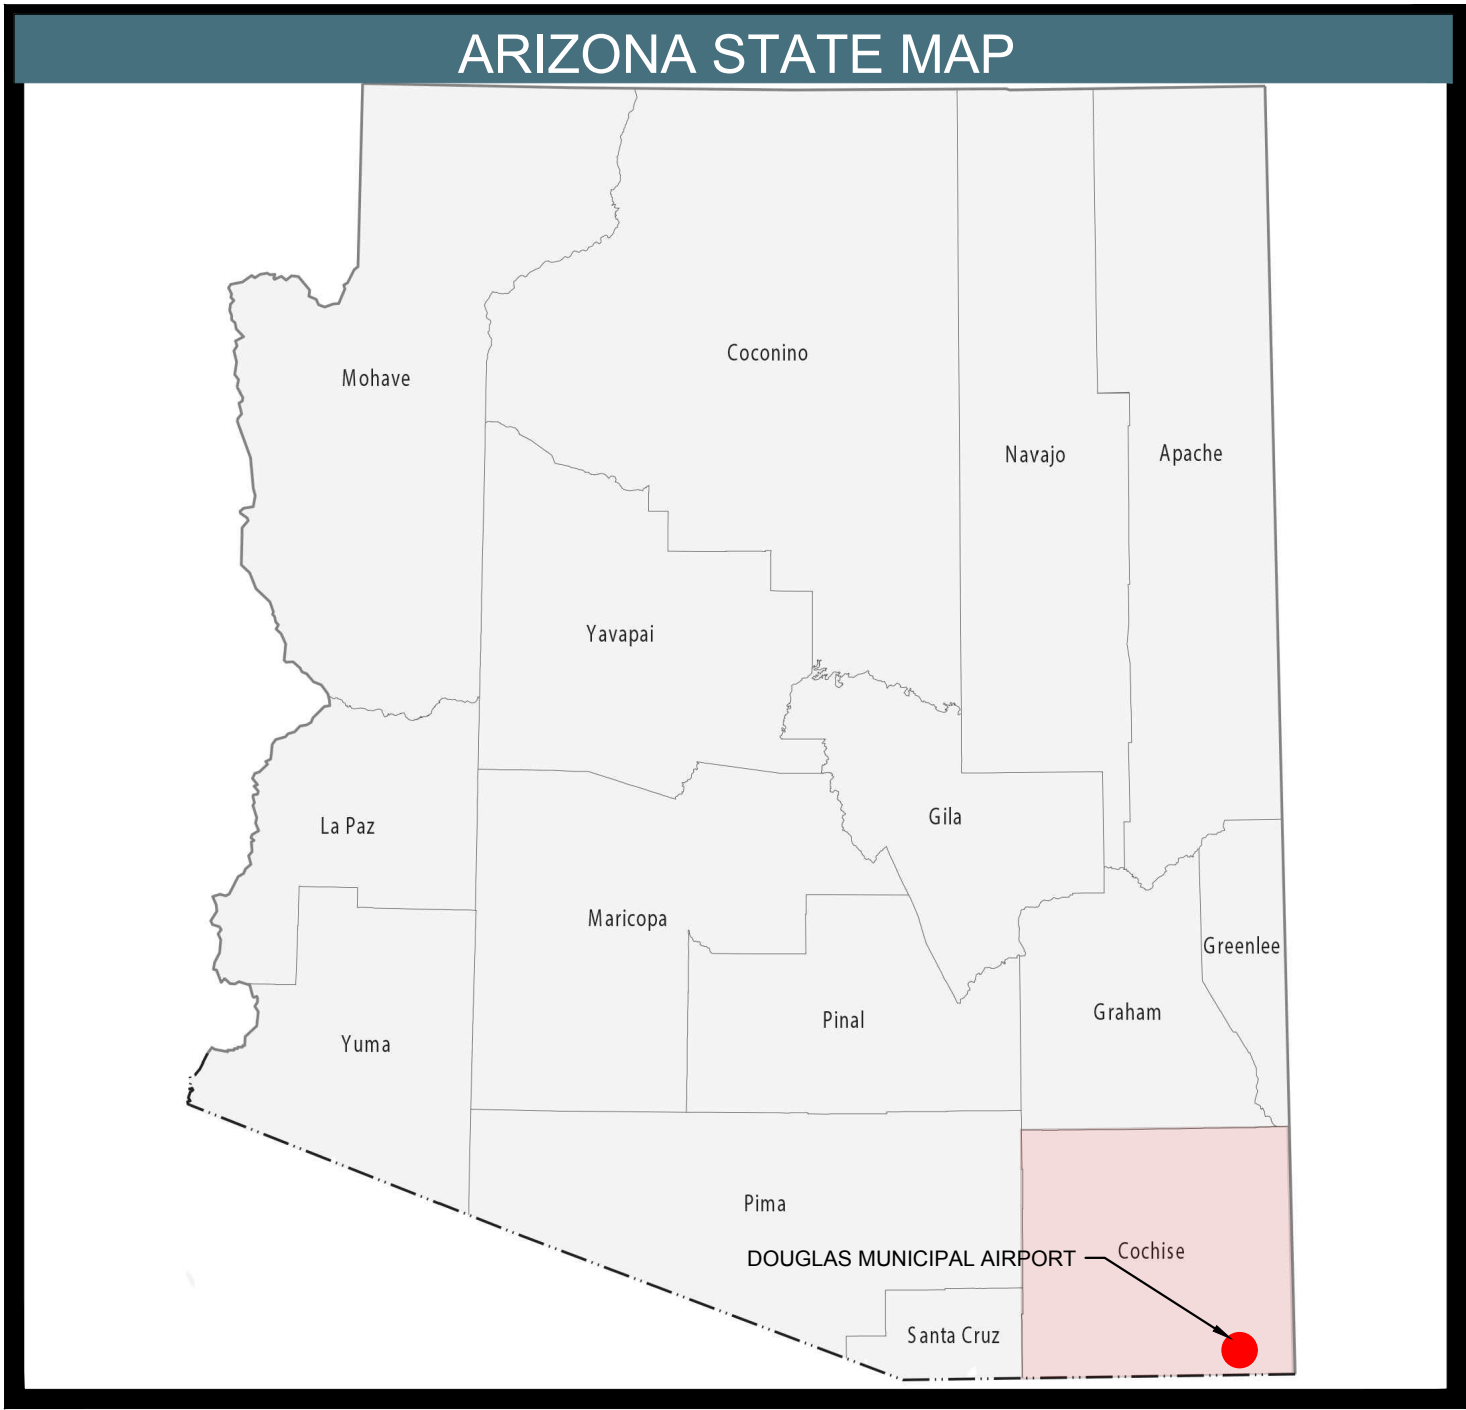 ARIZONA STATE MAP
Coconino
Mohave
Navajo
Apache
Yavapai
Gila
La Paz
Maricopa
Greenlee
Graham
Pinal
Yuma
Pima
Cochise
DOUGLAS MUNICIPAL AIRPORT
Santa Cruz